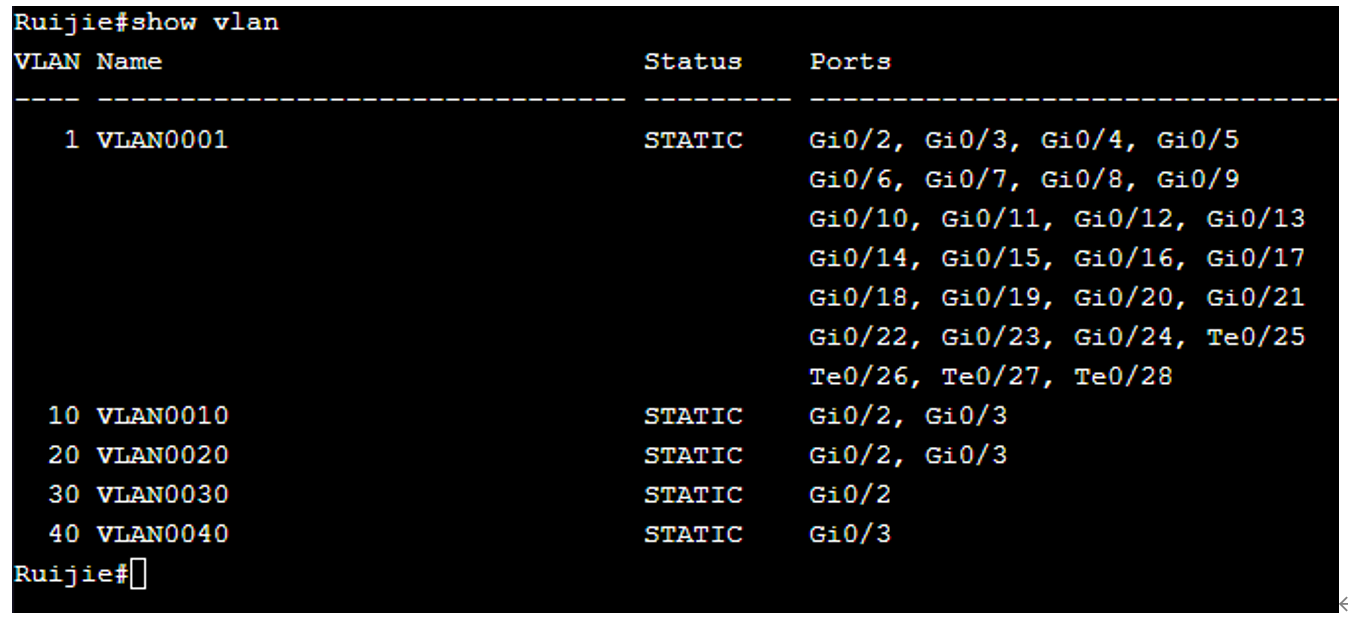 Ruijie#show vlan
VLAN Name Status Ports
---- -------------------------------- --------- --------------------------------
1 VLAN0001 STATIC Gi0/2, Gi0/3, Gi0/4, Gi0/5
Gi0/6, Gi0/7, Gi0/8, Gi0/9
Gi0/10, Gi0/11, Gi0/12, Gi0/13
Gi0/14, Gi0/15, Gi0/16, Gi0/17
Gi0/18, Gi0/19, Gi0/20, Gi0/21
Gi0/22, Gi0/23, Gi0/24, Te0/25
Te0/26, Te0/27, Te0/28
10 VLAN0010 STATIC Gi0/2, Gi0/3
20 VLAN0020 STATIC Gi0/2, Gi0/3
30 VLAN0030 STATIC Gi0/2
40 VLAN0040 STATIC Gi0/3
Ruijie#